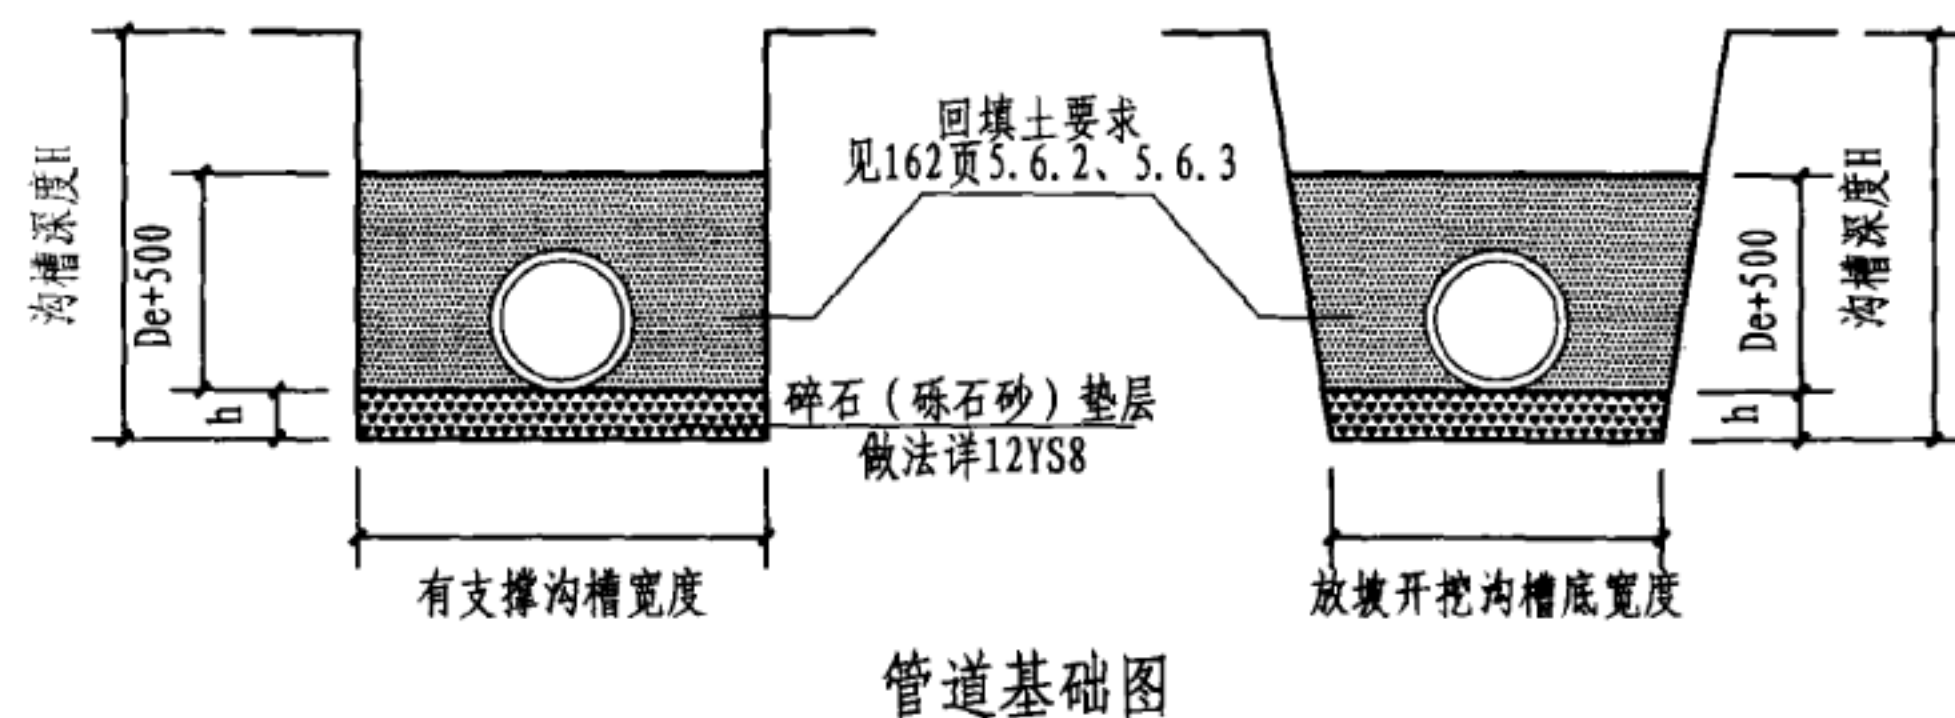 回填土要求
见162页5.6.2、5.6.3
沟槽深度H
De+500
h
碎石（砾石砂）垫层
做法详12YS8
De+500
h
沟槽深度H
有支撑沟槽宽度
放坡开挖沟槽底宽度
管道基础图